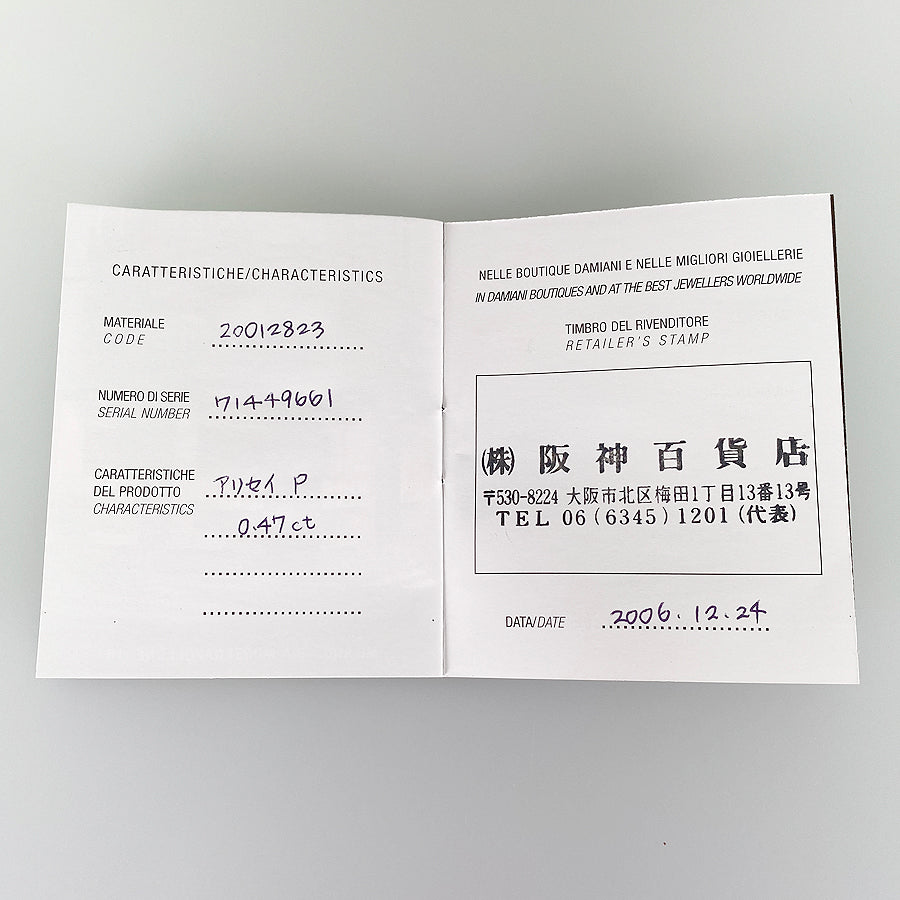 CARATTERISTICHE/CHARACTERISTICS
MATERIALE
CODE
20012823
NUMERO DI SERIE
SERIAL NUMBER
71449661
CARATTERISTICHE
DEL PRODOTTO
CHARACTERISTICS
アリセイ P
0.47ct
NELLE BOUTIQUE DAMIANI E NELLE MIGLIORI GIOIELLERIE
IN DAMIANI BOUTIQUES AND AT THE BEST JEWELLERS WORLDWIDE
TIMBRO DEL RIVENDITORE
RETAILER'S STAMP
(株) 阪神百貨店
〒530-8224 大阪市北区梅田1丁目13番13号
TEL 06(6345)1201(代表)
DATA/DATE 2006.12.24